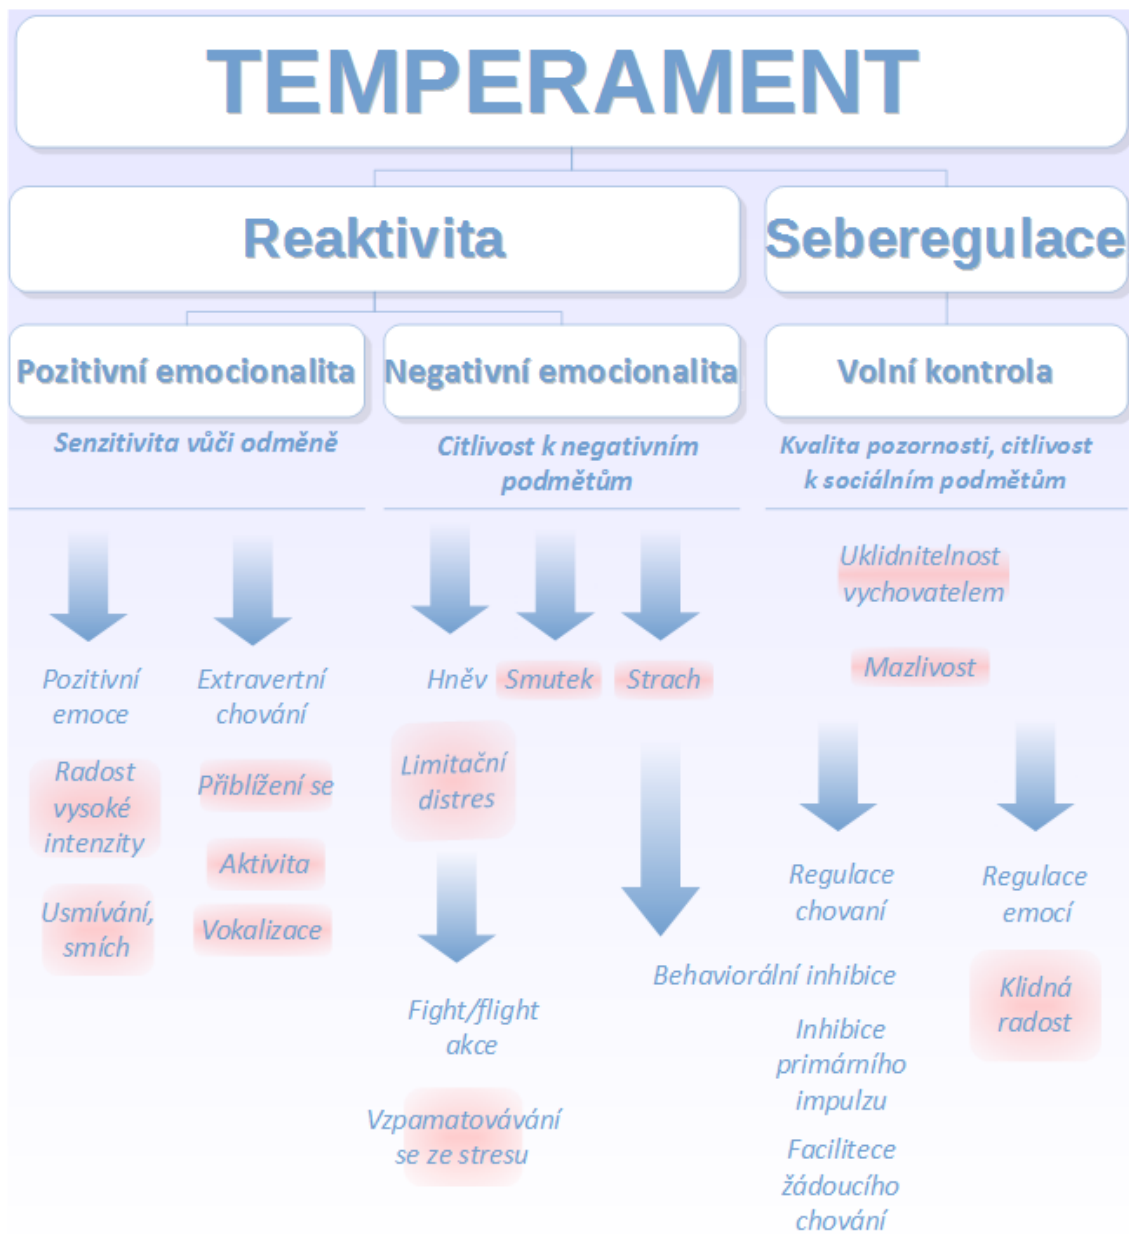 TEMPERAMENT
Reaktivita
Seberegulace
Pozitivní emocionalita
Negativní emocionalita
Volní kontrola
Senzitivita vůči odměně
Citlivost k negativním
podmětům
Kvalita pozornosti, citlivost
k sociálním podmětům
Pozitivní
emoce
Radost
vysoké
intenzity
Usmívání,
smích
Extravertní
chování
Přiblížení se
Aktivita
Vokalizace
Hněv
Smutek
Strach
Limitační
distres
Fight/flight
akce
Vzpamatovávání
se ze stresu
Behaviorální inhibice
Uklidnitelnost
vychovatelem
Mazlivost
Regulace
chovaní
Inhibice
primárního
impulzu
Facilitece
žádoucího
chování
Regulace
emocí
Klidná
radost